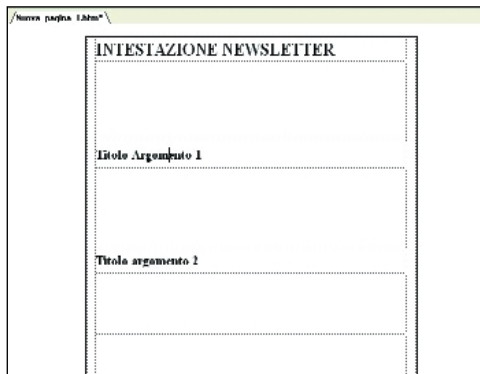 Nuova pagina 1.htm*
INTESTAZIONE NEWSLETTER
Titolo Argomento 1
Titolo argomento 2